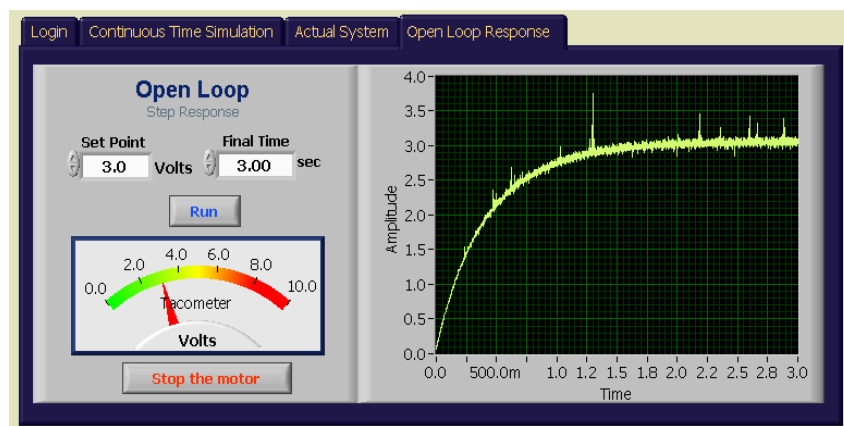 Login Continuous Time Simulation Actual System Open Loop Response
Open Loop
Step Response
Set Point Final Time
3.0 Volts 3.00 sec
Run
0.0 2.0 4.0 6.0 8.0 10.0
Tacometer
Volts
Stop the motor
Amplitude
4.0
3.5
3.0
2.5
2.0
1.5
1.0
0.5
0.0
0.0 500.0m 1.0 1.2 1.5 1.8 2.0 2.2 2.5 2.8 3.0
Time